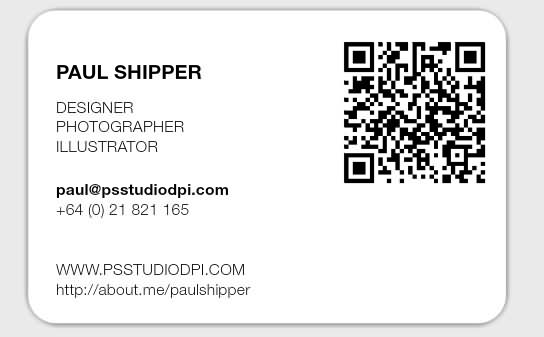 PAUL SHIPPER
DESIGNER
PHOTOGRAPHER
ILLUSTRATOR
paul@psstudiodpi.com
+64 (0) 21 821 165
WWW.PSSTUDIODPI.COM
http://about.me/paulshipper